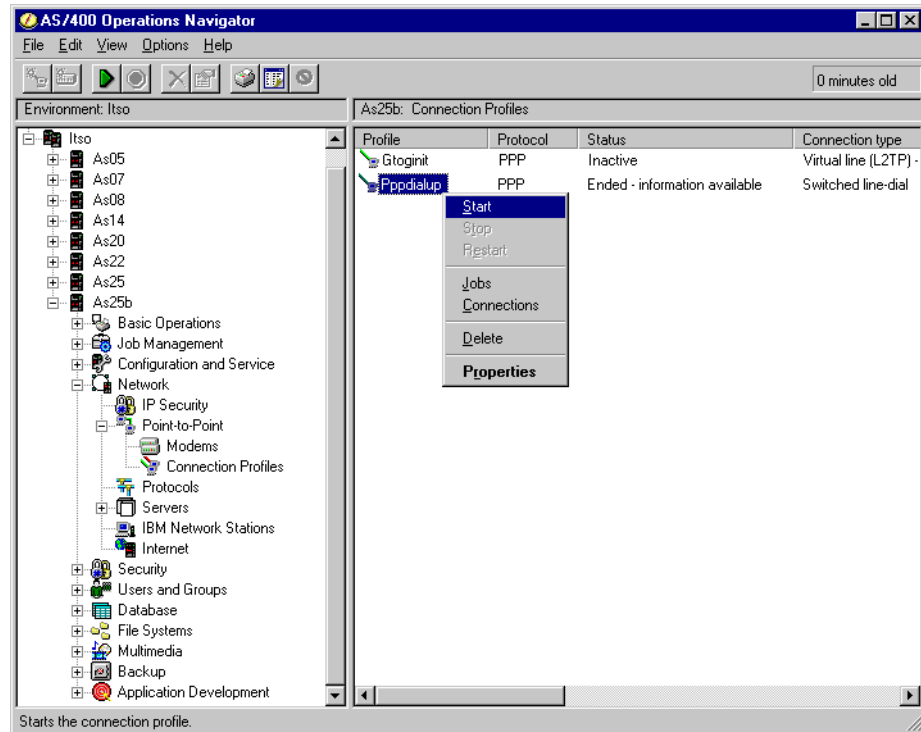 AS/400 Operations Navigator
File Edit View Options Help
0 minutes old
Environment: Itso
As25b: Connection Profiles
Itso
As05
As07
As08
As14
As20
As22
As25
As25b
Basic Operations
Job Management
Configuration and Service
Network
IP Security
Point-to-Point
Modems
Connection Profiles
Protocols
Servers
IBM Network Stations
Internet
Security
Users and Groups
Database
File Systems
Multimedia
Backup
Application Development
Profile Protocol Status Connection type
Gtoginit PPP Inactive Virtual line (L2TP) -
Pppdialup PPP Ended - information available Switched line-dial
Start
Stop
Restart
Jobs
Connections
Delete
Properties
Starts the connection profile.